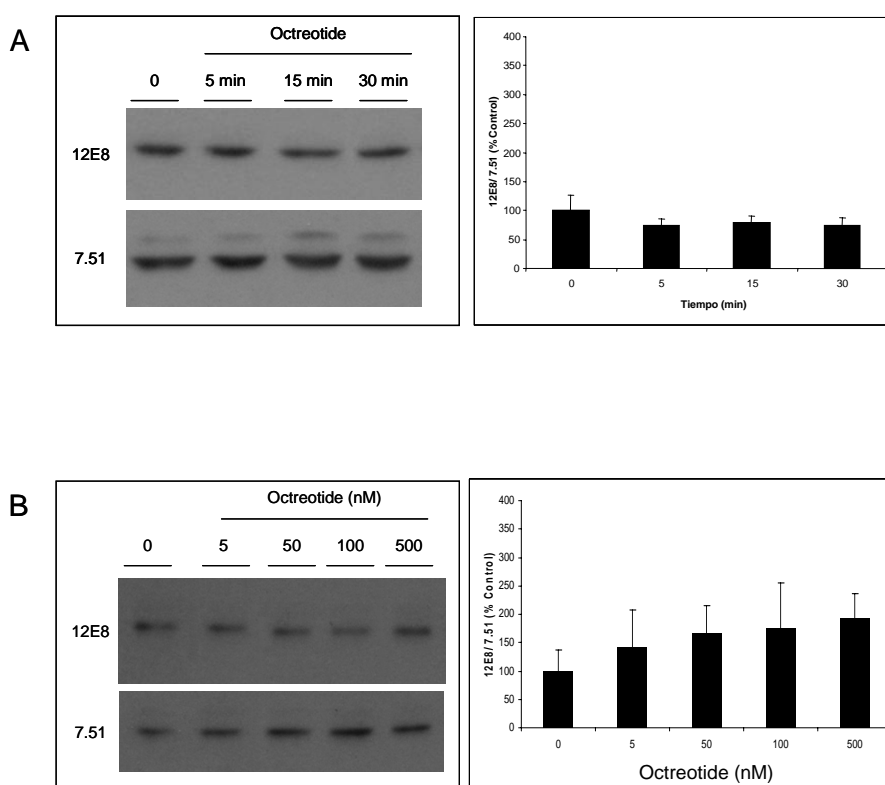 A
Octreotide
0 5 min 15 min 30 min
12E8
7.51
12E8/ 7.51 (% Control)
400
350
300
250
200
150
100
50
0
0 5 15 30
Tiempo (min)
B
Octreotide (nM)
0 5 50 100 500
12E8
7.51
12E8/ 7.51 (% Control)
400
350
300
250
200
150
100
50
0
0 5 50 100 500
Octreotide (nM)